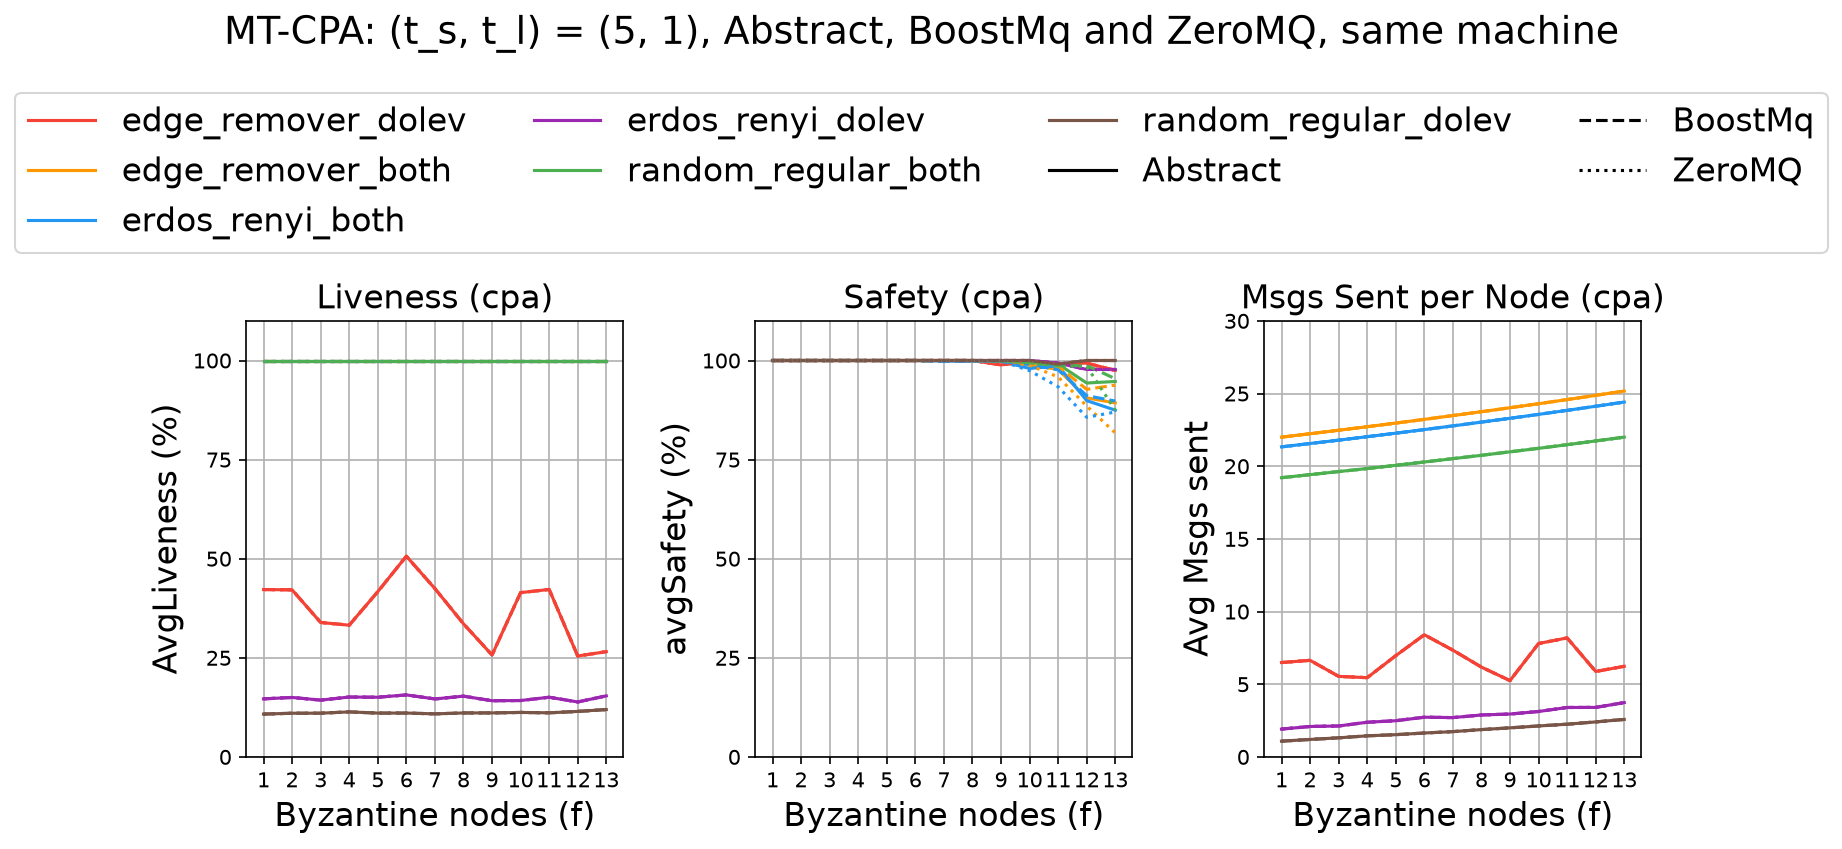 MT-CPA: (t_s, t_l) = (5, 1), Abstract, BoostMq and ZeroMQ, same machine
edge_remover_dolev
edge_remover_both
erdos_renyi_both
erdos_renyi_dolev
random_regular_both
random_regular_dolev
Abstract
BoostMq
ZeroMQ
Liveness (cpa)
AvgLiveness (%)
100
75
50
25
0
1 2 3 4 5 6 7 8 9 10 11 12 13
Byzantine nodes (f)
Safety (cpa)
avgSafety (%)
100
75
50
25
0
1 2 3 4 5 6 7 8 9 10 11 12 13
Byzantine nodes (f)
Msgs Sent per Node (cpa)
Avg Msgs sent
30
25
20
15
10
5
0
1 2 3 4 5 6 7 8 9 10 11 12 13
Byzantine nodes (f)